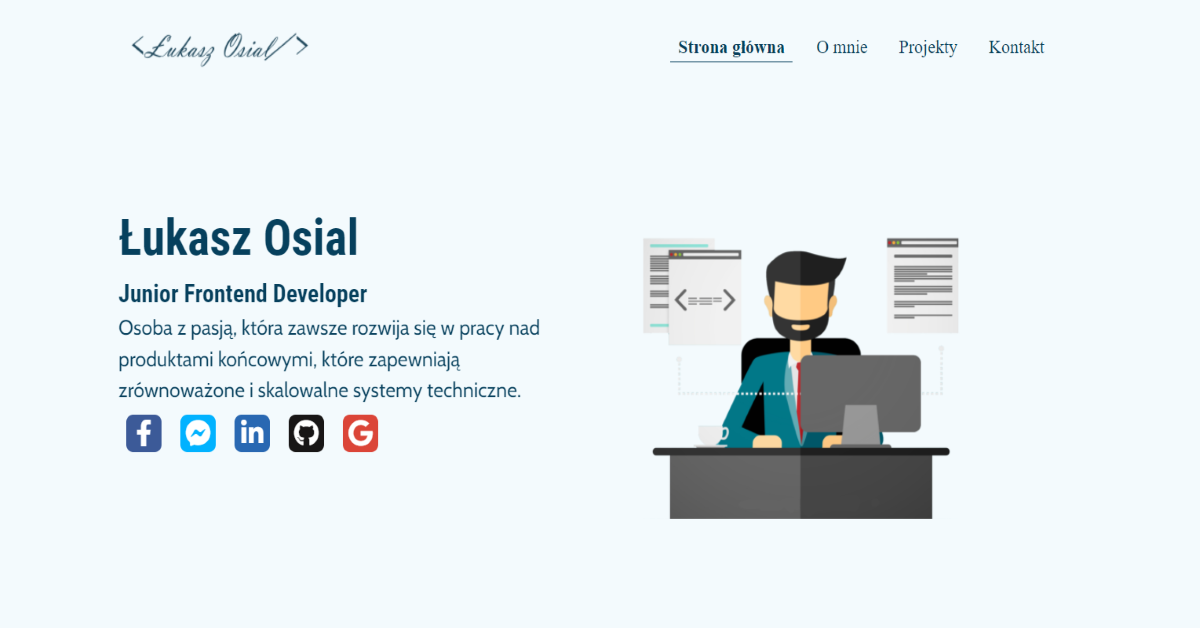 <Łukasz Osial/>
Strona główna O mnie Projekty Kontakt
Łukasz Osial
Junior Frontend Developer
Osoba z pasją, która zawsze rozwija się w pracy nad
produktami końcowymi, które zapewniają
zrównoważone i skalowalne systemy techniczne.